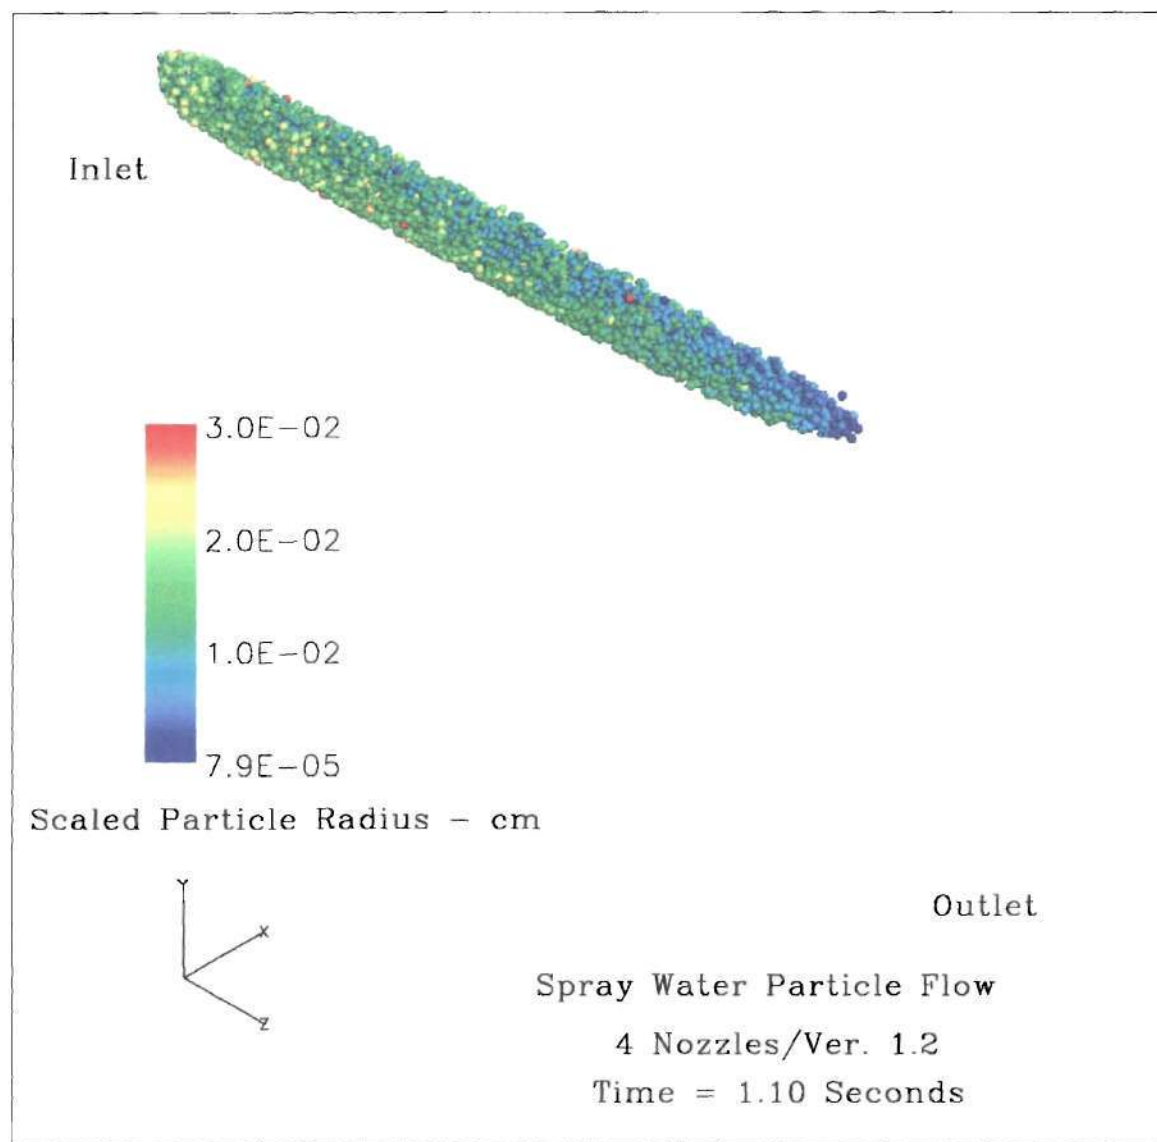 Inlet
3.0E-02
2.0E-02
1.0E-02
7.9E-05
Scaled Particle Radius - cm
Y
X
Z
Outlet
Spray Water Particle Flow
4 Nozzles/Ver. 1.2
Time = 1.10 Seconds